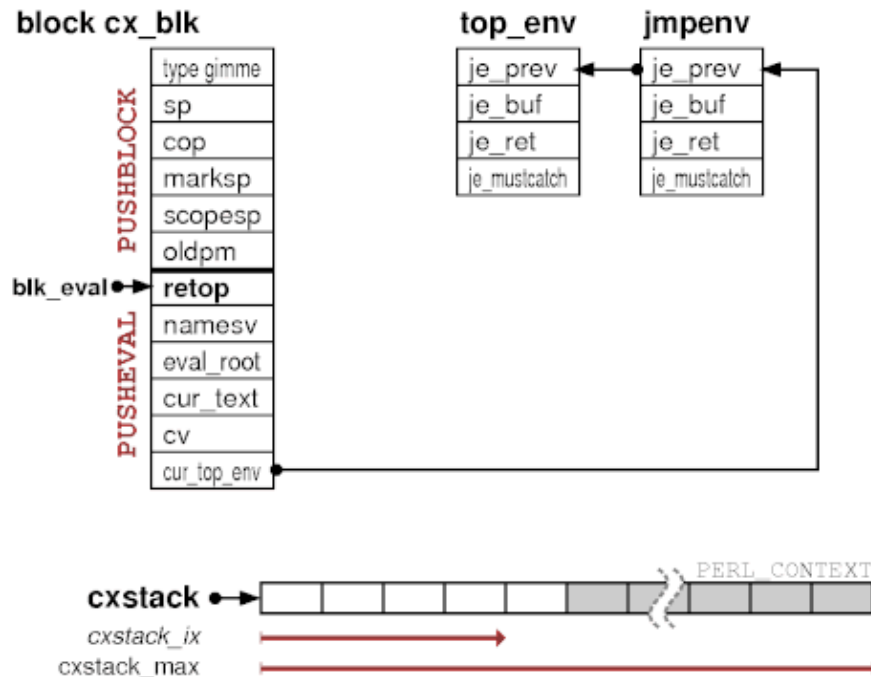 block cx_blk
top_env
jmpenv
PUSHBLOCK
type gimme
sp
cop
marksp
scopesp
oldpm
blk_eval
PUSHEVAL
retop
namesv
eval_root
cur_text
cv
cur_top_env
je_prev
je_buf
je_ret
je_mustcatch
je_prev
je_buf
je_ret
je_mustcatch
PERL_CONTEXT
cxstack
cxstack_ix
cxstack_max